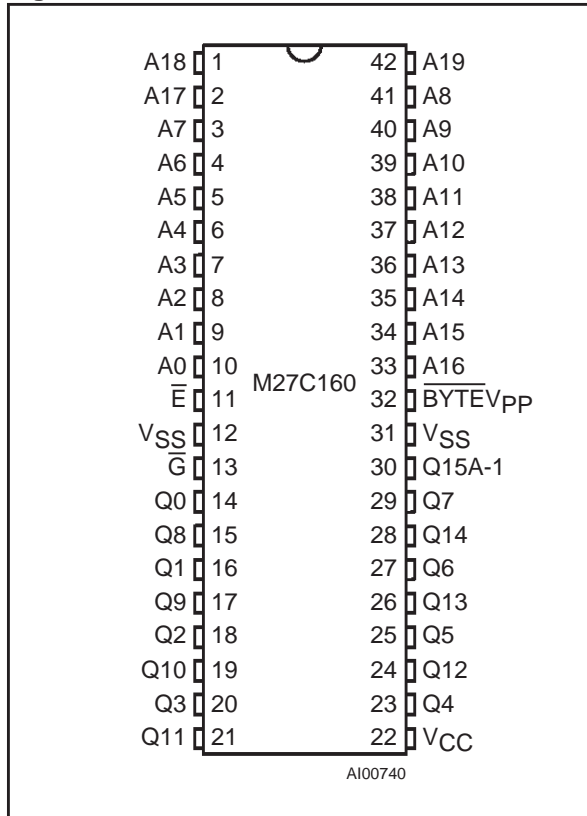 A18 1 42 A19
A17 2 41 A8
A7 3 40 A9
A6 4 39 A10
A5 5 38 A11
A4 6 37 A12
A3 7 36 A13
A2 8 35 A14
A1 9 34 A15
A0 10 33 A16
M27C160
E̅ 11 32 B̅Y̅T̅E̅VPP
VSS 12 31 VSS
G̅ 13 30 Q15A-1
Q0 14 29 Q7
Q8 15 28 Q14
Q1 16 27 Q6
Q9 17 26 Q13
Q2 18 25 Q5
Q10 19 24 Q12
Q3 20 23 Q4
Q11 21 22 VCC
AI00740